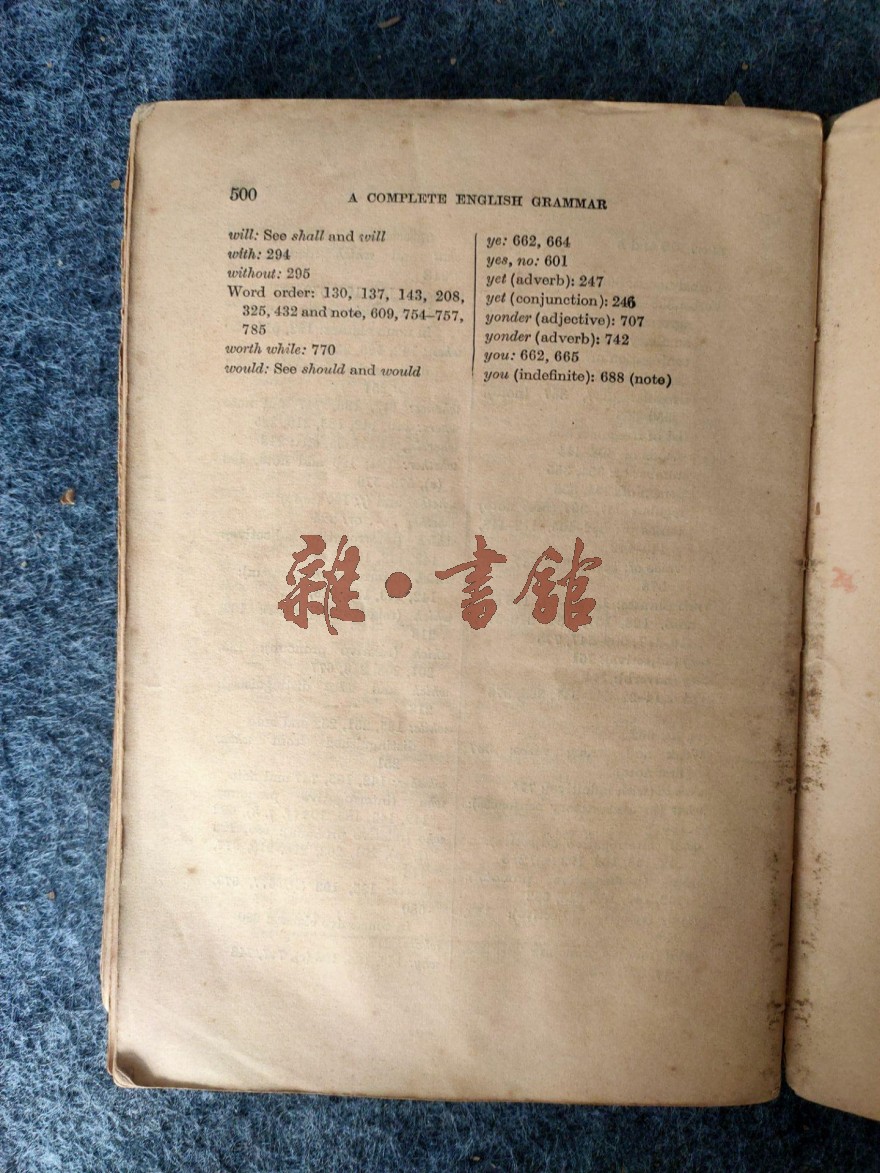 500
A COMPLETE ENGLISH GRAMMAR
will: See shall and will
with: 294
without: 295
Word order: 130, 137, 143, 208,
325, 432 and note, 609, 754–757,
785
worth while: 770
would: See should and would
ye: 662, 664
yes, no: 601
yet (adverb): 247
yet (conjunction): 246
yonder (adjective): 707
yonder (adverb): 742
you: 662, 665
you (indefinite): 688 (note)
雜·書館